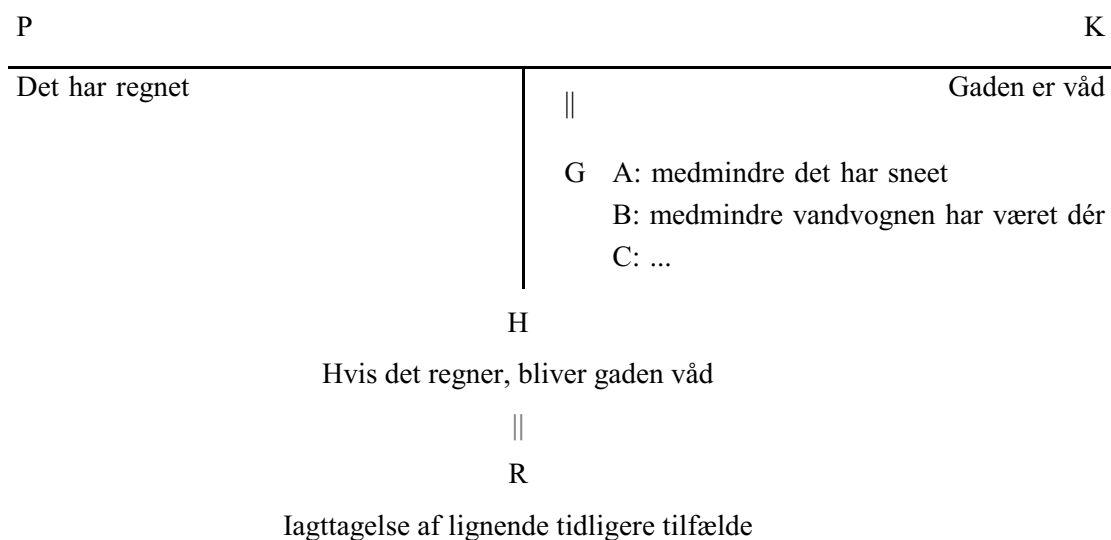 P K
Det har regnet Gaden er våd
||
G A: medmindre det har sneet
B: medmindre vandvognen har været dér
C: ...
H
Hvis det regner, bliver gaden våd
||
R
Iagttagelse af lignende tidligere tilfælde